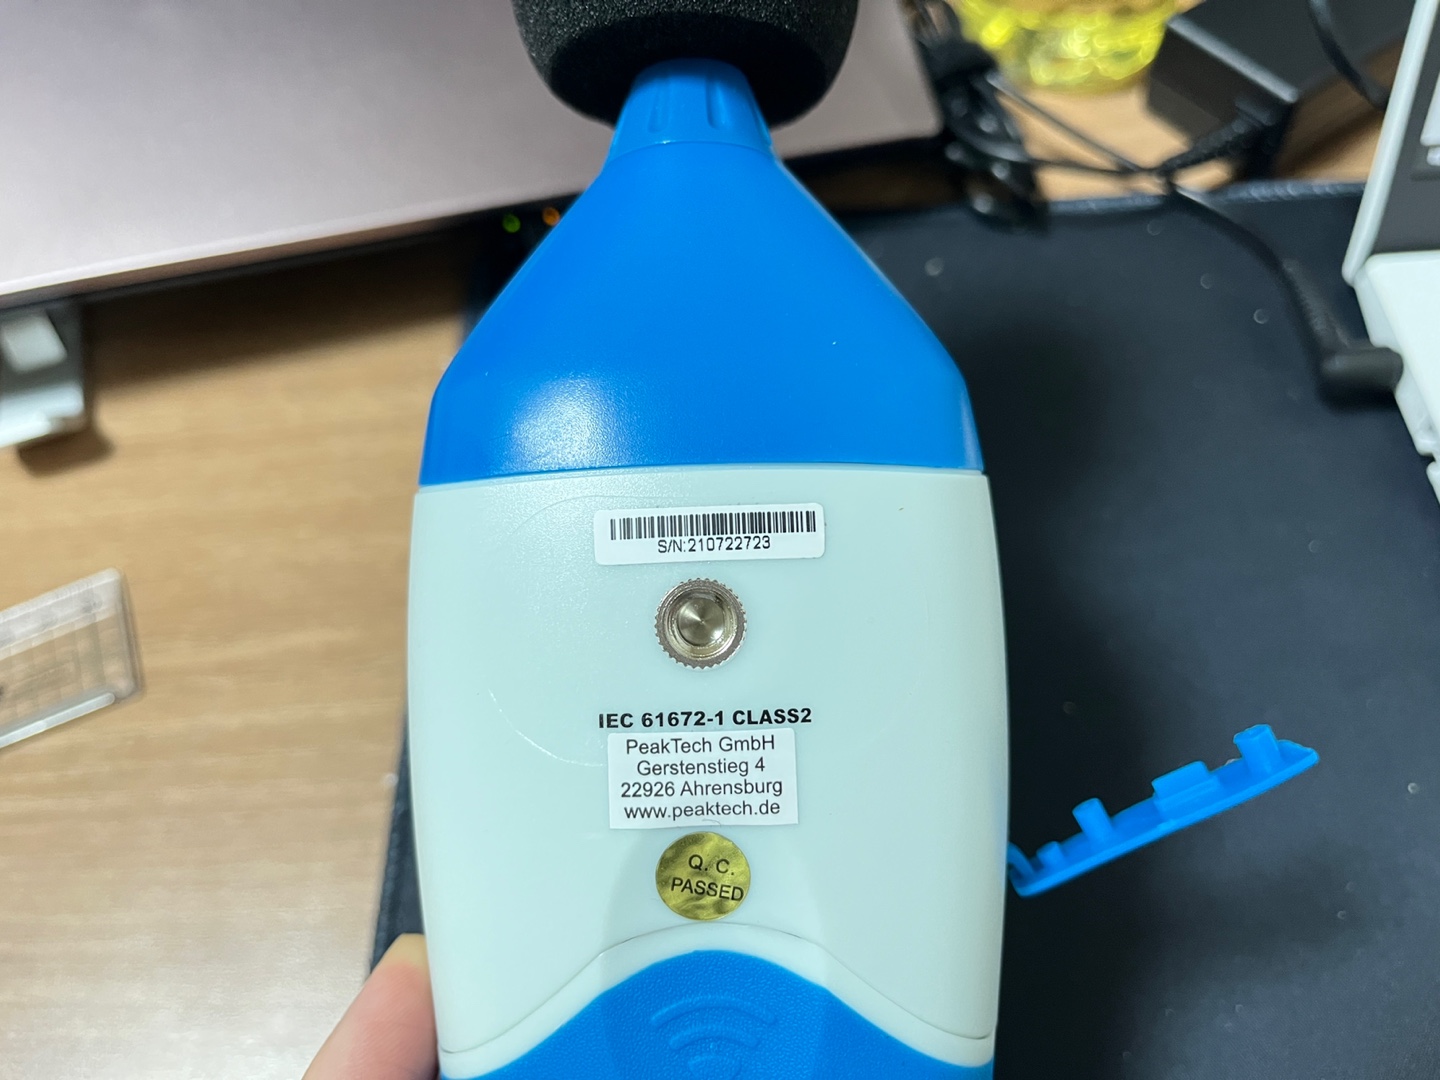 S/N:210722723
IEC 61672-1 CLASS2
PeakTech GmbH
Gerstenstieg 4
22926 Ahrensburg
www.peaktech.de
Q. C.
PASSED